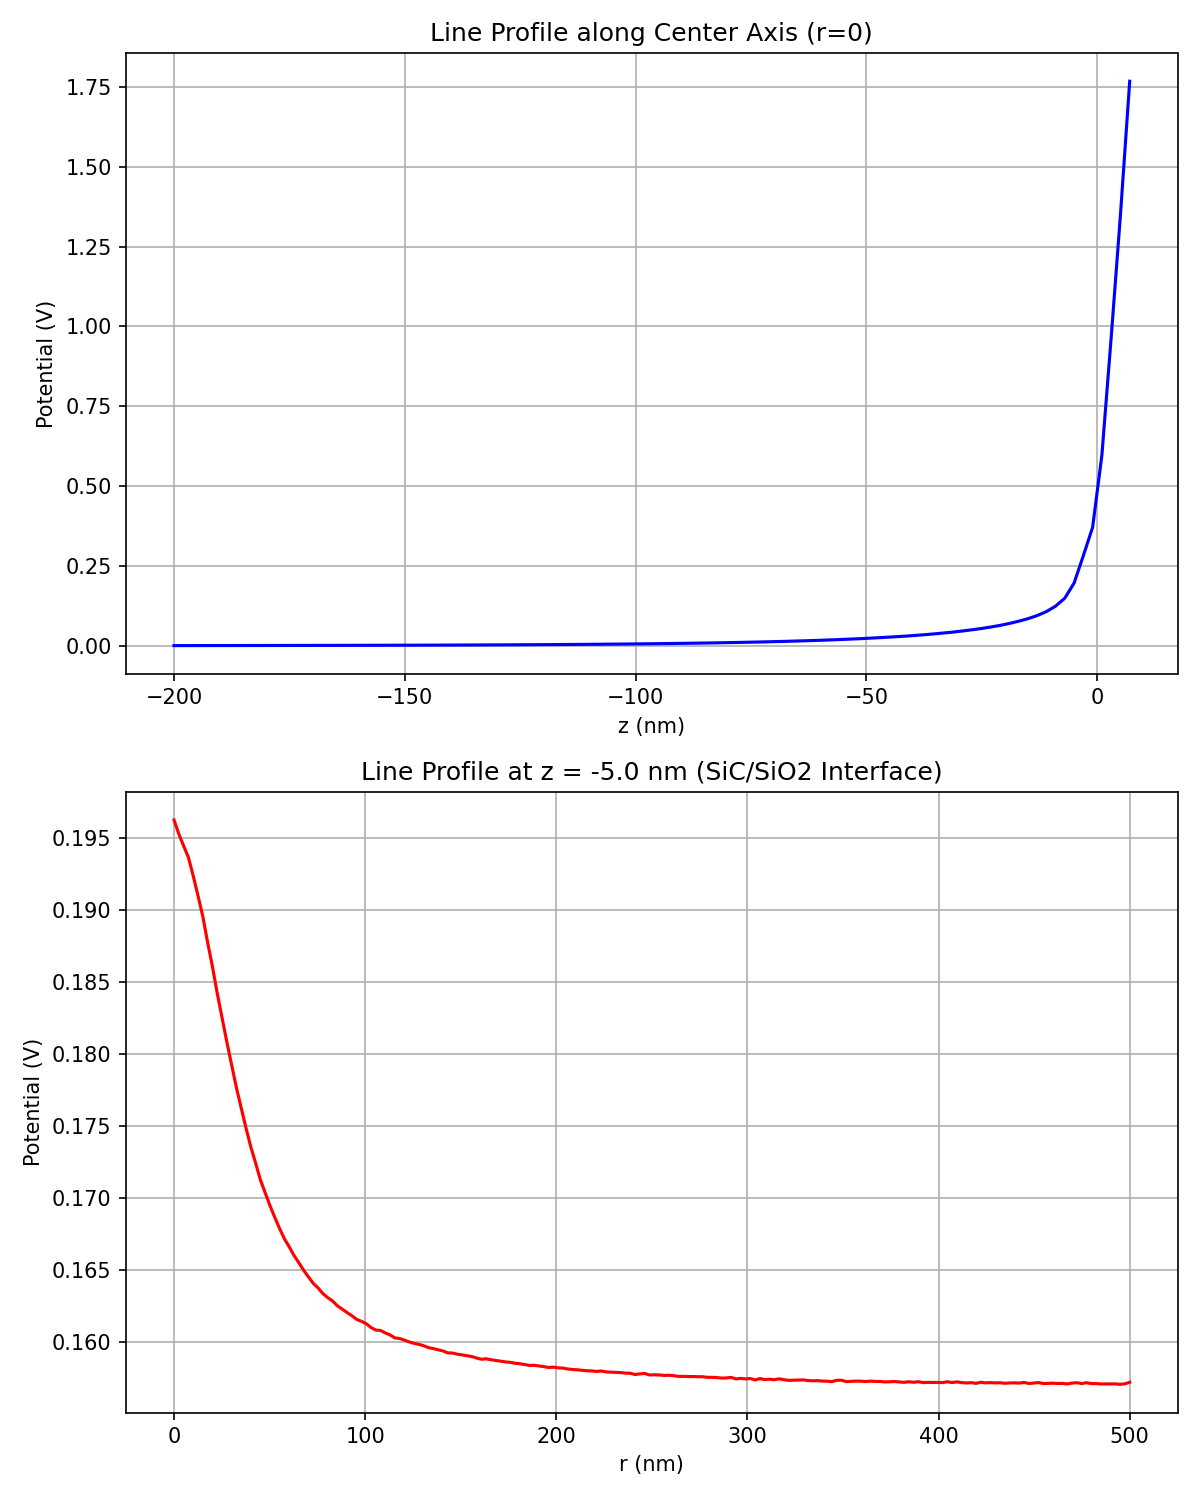 Line Profile along Center Axis (r=0)
1.75
1.50
1.25
1.00
0.75
0.50
0.25
0.00
Potential (V)
−200 −150 −100 −50 0
z (nm)
Line Profile at z = -5.0 nm (SiC/SiO2 Interface)
0.195
0.190
0.185
0.180
0.175
0.170
0.165
0.160
Potential (V)
0 100 200 300 400 500
r (nm)